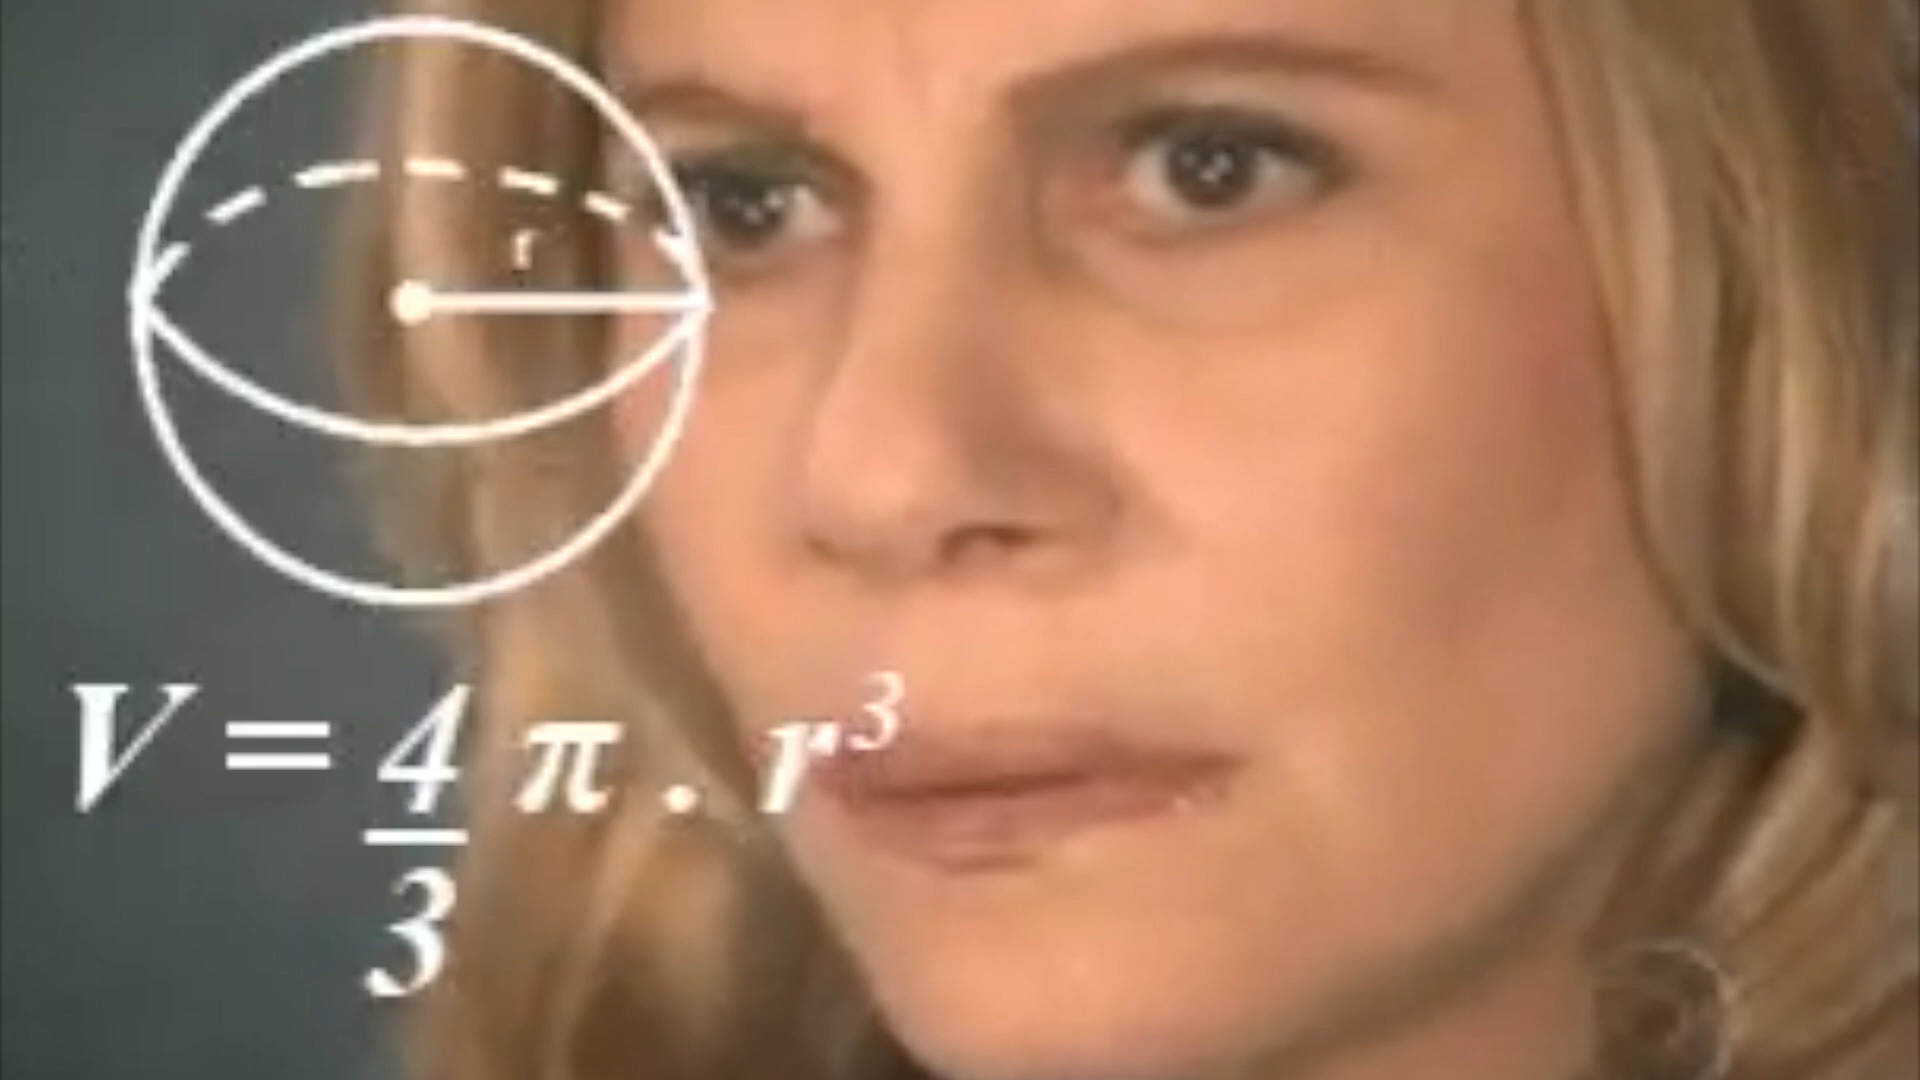 r
V = 4/3 π . r³